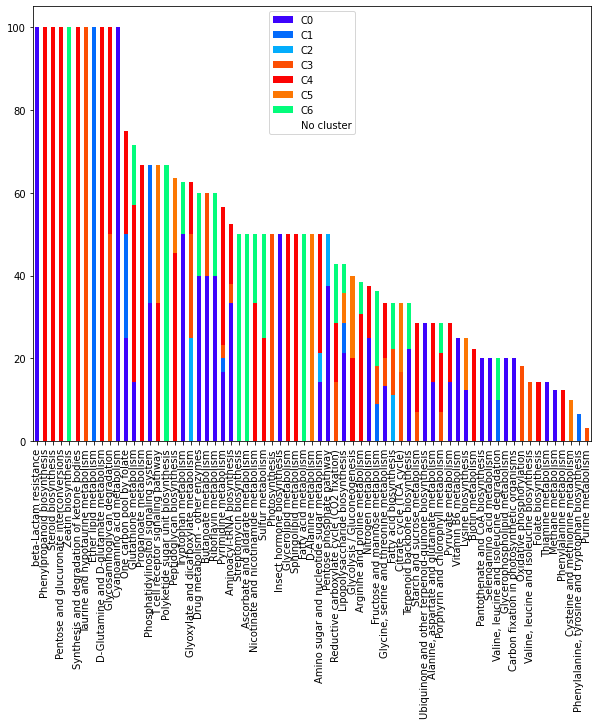 100
80
60
40
20
0
C0
C1
C2
C3
C4
C5
C6
No cluster
beta-Lactam resistance
Phenylpropanoid biosynthesis
Steroid biosynthesis
Pentose and glucuronate interconversions
Zeatin biosynthesis
Synthesis and degradation of ketone bodies
Taurine and hypotaurine metabolism
Ether lipid metabolism
D-Glutamine and D-glutamate metabolism
Glycosaminoglycan degradation
Cyanoamino acid metabolism
One carbon pool by folate
Glutathione metabolism
Inositol phosphate metabolism
Phosphatidylinositol signaling system
T cell receptor signaling pathway
Polyketide sugar unit biosynthesis
Peptidoglycan biosynthesis
Tryptophan metabolism
Glyoxylate and dicarboxylate metabolism
Drug metabolism - other enzymes
Butanoate metabolism
Riboflavin metabolism
Pyrimidine metabolism
Aminoacyl-tRNA biosynthesis
Streptomycin biosynthesis
Ascorbate and aldarate metabolism
Nicotinate and nicotinamide metabolism
Sulfur metabolism
Photosynthesis
Insect hormone biosynthesis
Glycerolipid metabolism
Sphingolipid metabolism
Fatty acid metabolism
metabolism
Amino sugar and nucleotide sugar metabolism
Pentose phosphate pathway
Reductive carboxylate cycle (CO2 fixation)
Lipopolysaccharide biosynthesis
Glycolysis / Gluconeogenesis
Arginine and proline metabolism
Nitrogen metabolism
Fructose and mannose metabolism
Glycine, serine and threonine metabolism
Fatty acid biosynthesis
Citrate cycle (TCA cycle)
Terpenoid backbone biosynthesis
Starch and sucrose metabolism
Ubiquinone and other terpenoid-quinone biosynthesis
Alanine, aspartate and glutamate metabolism
Porphyrin and chlorophyll metabolism
Pyruvate metabolism
Vitamin B6 metabolism
Lysine biosynthesis
Biotin metabolism
Pantothenate and CoA biosynthesis
Selenoamino acid metabolism
Valine, leucine and isoleucine degradation
Glycerophospholipid metabolism
Carbon fixation in photosynthetic organisms
Oxidative phosphorylation
Valine, leucine and isoleucine biosynthesis
Folate biosynthesis
Thiamine metabolism
Methane metabolism
Phenylalanine metabolism
Cysteine and methionine metabolism
Phenylalanine, tyrosine and tryptophan biosynthesis
Purine metabolism